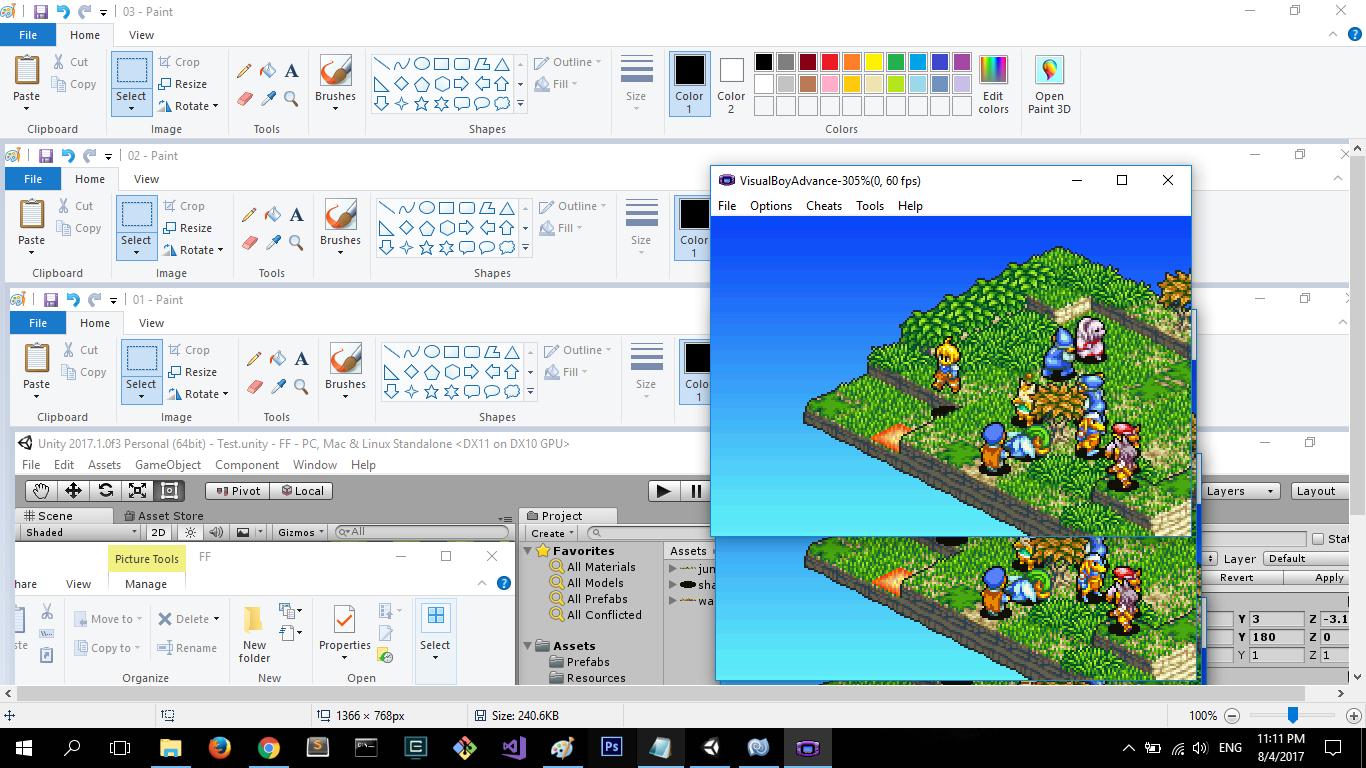 03 - Paint
File Home View
Paste Cut Copy Select Crop Resize Rotate Brushes Outline Fill Size Color 1 Color 2 Edit colors Open Paint 3D
Clipboard Image Tools Shapes Colors
02 - Paint
File Home View
Paste Cut Copy Select Crop Resize Rotate Brushes Outline Fill Size Color 1
Clipboard Image Tools Shapes
VisualBoyAdvance-305%(0, 60 fps)
File Options Cheats Tools Help
01 - Paint
File Home View
Paste Cut Copy Select Crop Resize Rotate Brushes Outline Fill Size Colo 1
Clipboard Image Tools Shapes
Unity 2017.1.0f3 Personal (64bit) - Test.unity - FF - PC, Mac & Linux Standalone <DX11 on DX10 GPU>
File Edit Assets GameObject Component Window Help
Pivot Local Layers Layout
Scene Asset Store Project
Shaded 2D Gizmos All Create
Favorites
All Materials
All Models
All Prefabs
All Conflicted
Assets
Prefabs
Resources
Assets
jun
sha
wa
Stat
Layer Default
Revert Apply
Y 3 Z -3.1
Y 180 Z 0
Y 1 Z 1
Picture Tools FF
hare View Manage
ste Move to Copy to Delete Rename New folder Properties Select
Organize New Open
1366 × 768px Size: 240.6KB 100%
ENG 11:11 PM
8/4/2017